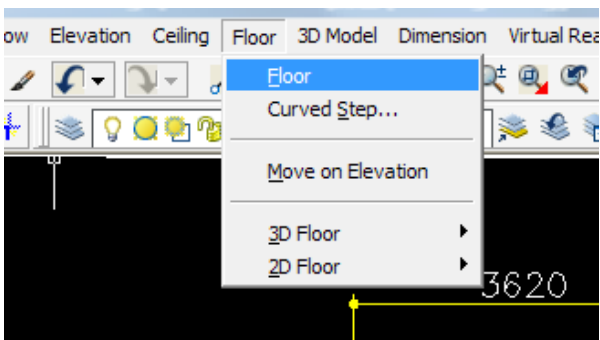 ow Elevation Ceiling Floor 3D Model Dimension Virtual Rea
Floor
Curved Step...
Move on Elevation
3D Floor
2D Floor
3620